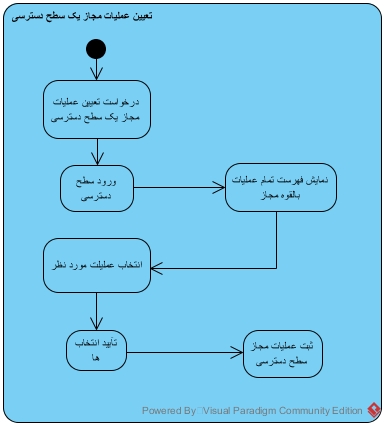 تعیین عملیات مجاز یک سطح دسترسی
درخواست تعیین عملیات
مجاز یک سطح دسترسی
ورود سطح
دسترسی
نمایش فهرست تمام عملیات
بالقوه مجاز
انتخاب عملیلت مورد نظر
تأیید انتخاب
ها
ثبت عملیات مجاز
سطح دسترسی
Powered By ¨Visual Paradigm Community Edition